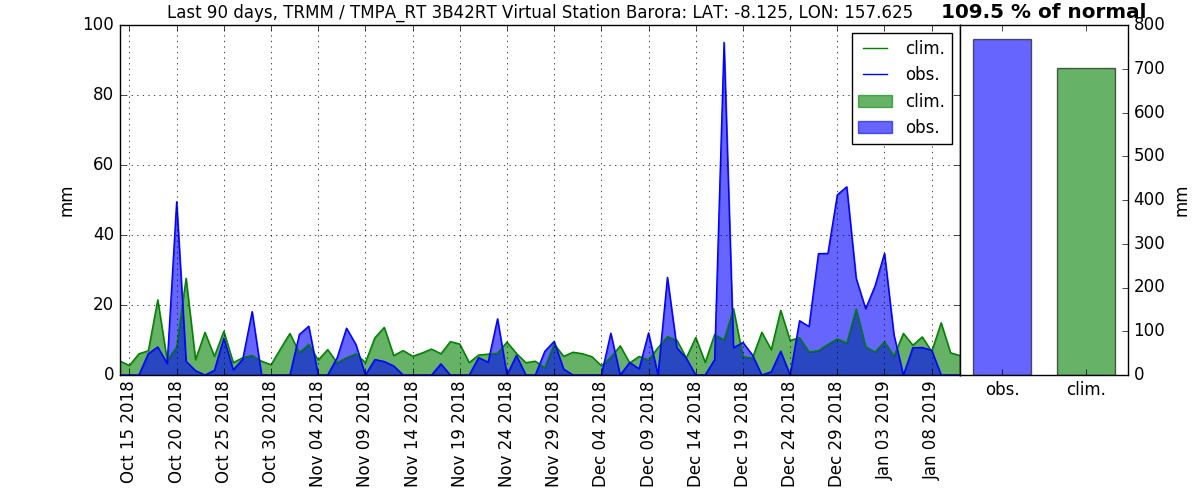 Last 90 days, TRMM / TMPA_RT 3B42RT Virtual Station Barora: LAT: -8.125, LON: 157.625
109.5 % of normal
100
80
60
40
20
0
mm
clim.
obs.
clim.
obs.
800
700
600
500
400
300
200
100
0
mm
Oct 15 2018
Oct 20 2018
Oct 25 2018
Oct 30 2018
Nov 04 2018
Nov 09 2018
Nov 14 2018
Nov 19 2018
Nov 24 2018
Nov 29 2018
Dec 04 2018
Dec 09 2018
Dec 14 2018
Dec 19 2018
Dec 24 2018
Dec 29 2018
Jan 03 2019
Jan 08 2019
obs.
clim.